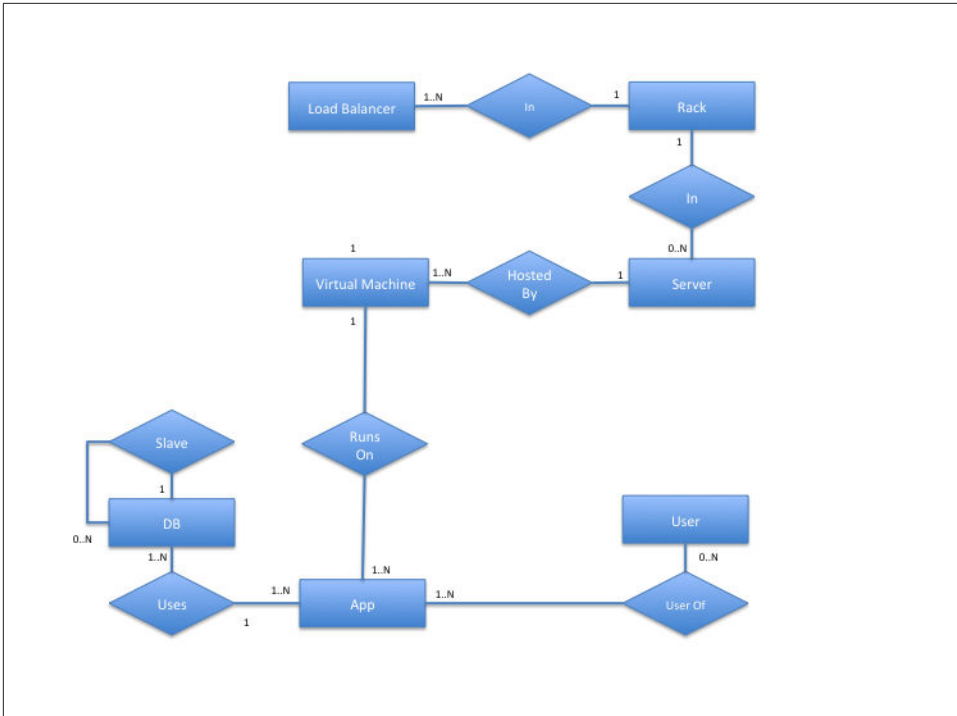 Load Balancer
1..N
In
1
Rack
1
In
0..N
1
Virtual Machine
1..N
Hosted
By
1
Server
1
Runs
On
1..N
Slave
1
DB
0..N
1..N
Uses
1..N
1
App
1..N
User
0..N
User Of